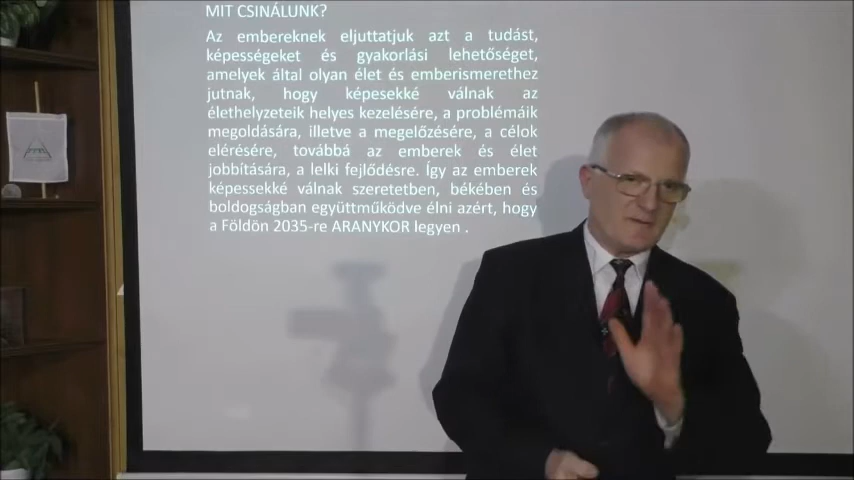 MIT CSINÁLUNK?
Az embereknek eljuttatjuk azt a tudást,
képességeket és gyakorlási lehetőséget,
amelyek által olyan élet és emberismerethez
jutnak, hogy képesekké válnak az
élethelyzeteik helyes kezelésére, a problémáik
megoldására, illetve a megelőzésére, a célok
elérésére, továbbá az emberek és élet
jobbítására, a lelki fejlődésre. Így az emberek
képessekké válnak szeretetben, békében és
boldogságban együttműködve élni azért, hogy
a Földön 2035-re ARANYKOR legyen .